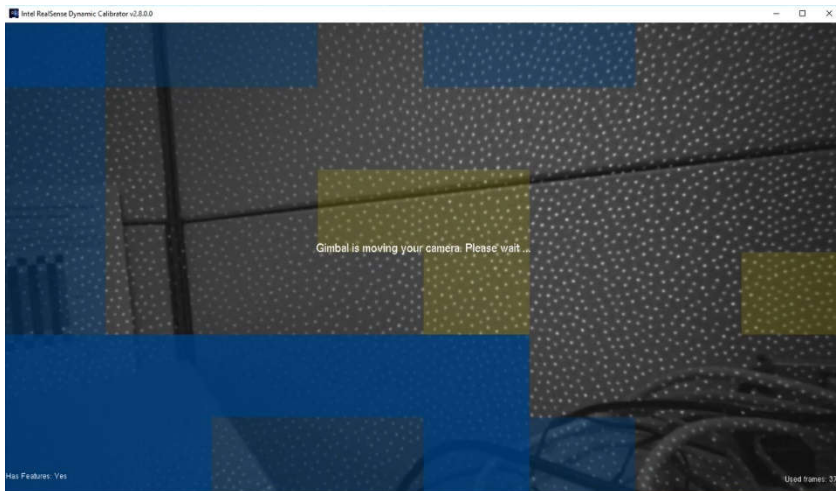 Intel RealSense Dynamic Calibrator v2.8.0.0
Gimbal is moving your camera. Please wait ...
Has Features: Yes
Used frames: 37